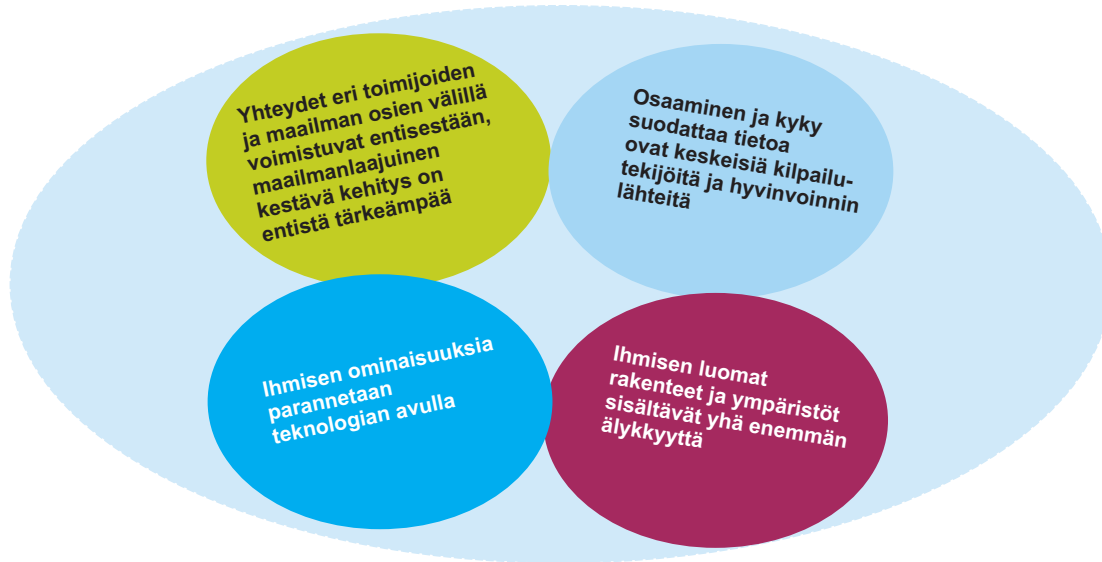 Yhteydet eri toimijoiden
ja maailman osien välillä
voimistuvat entisestään,
maailmanlaajuinen
kestävä kehitys on
entistä tärkeämpää
Osaaminen ja kyky
suodattaa tietoa
ovat keskeisiä kilpailu-
tekijöitä ja hyvinvoinnin
lähteitä
Ihmisen ominaisuuksia
parannetaan
teknologian avulla
Ihmisen luomat
rakenteet ja ympäristöt
sisältävät yhä enemmän
älykkyyttä